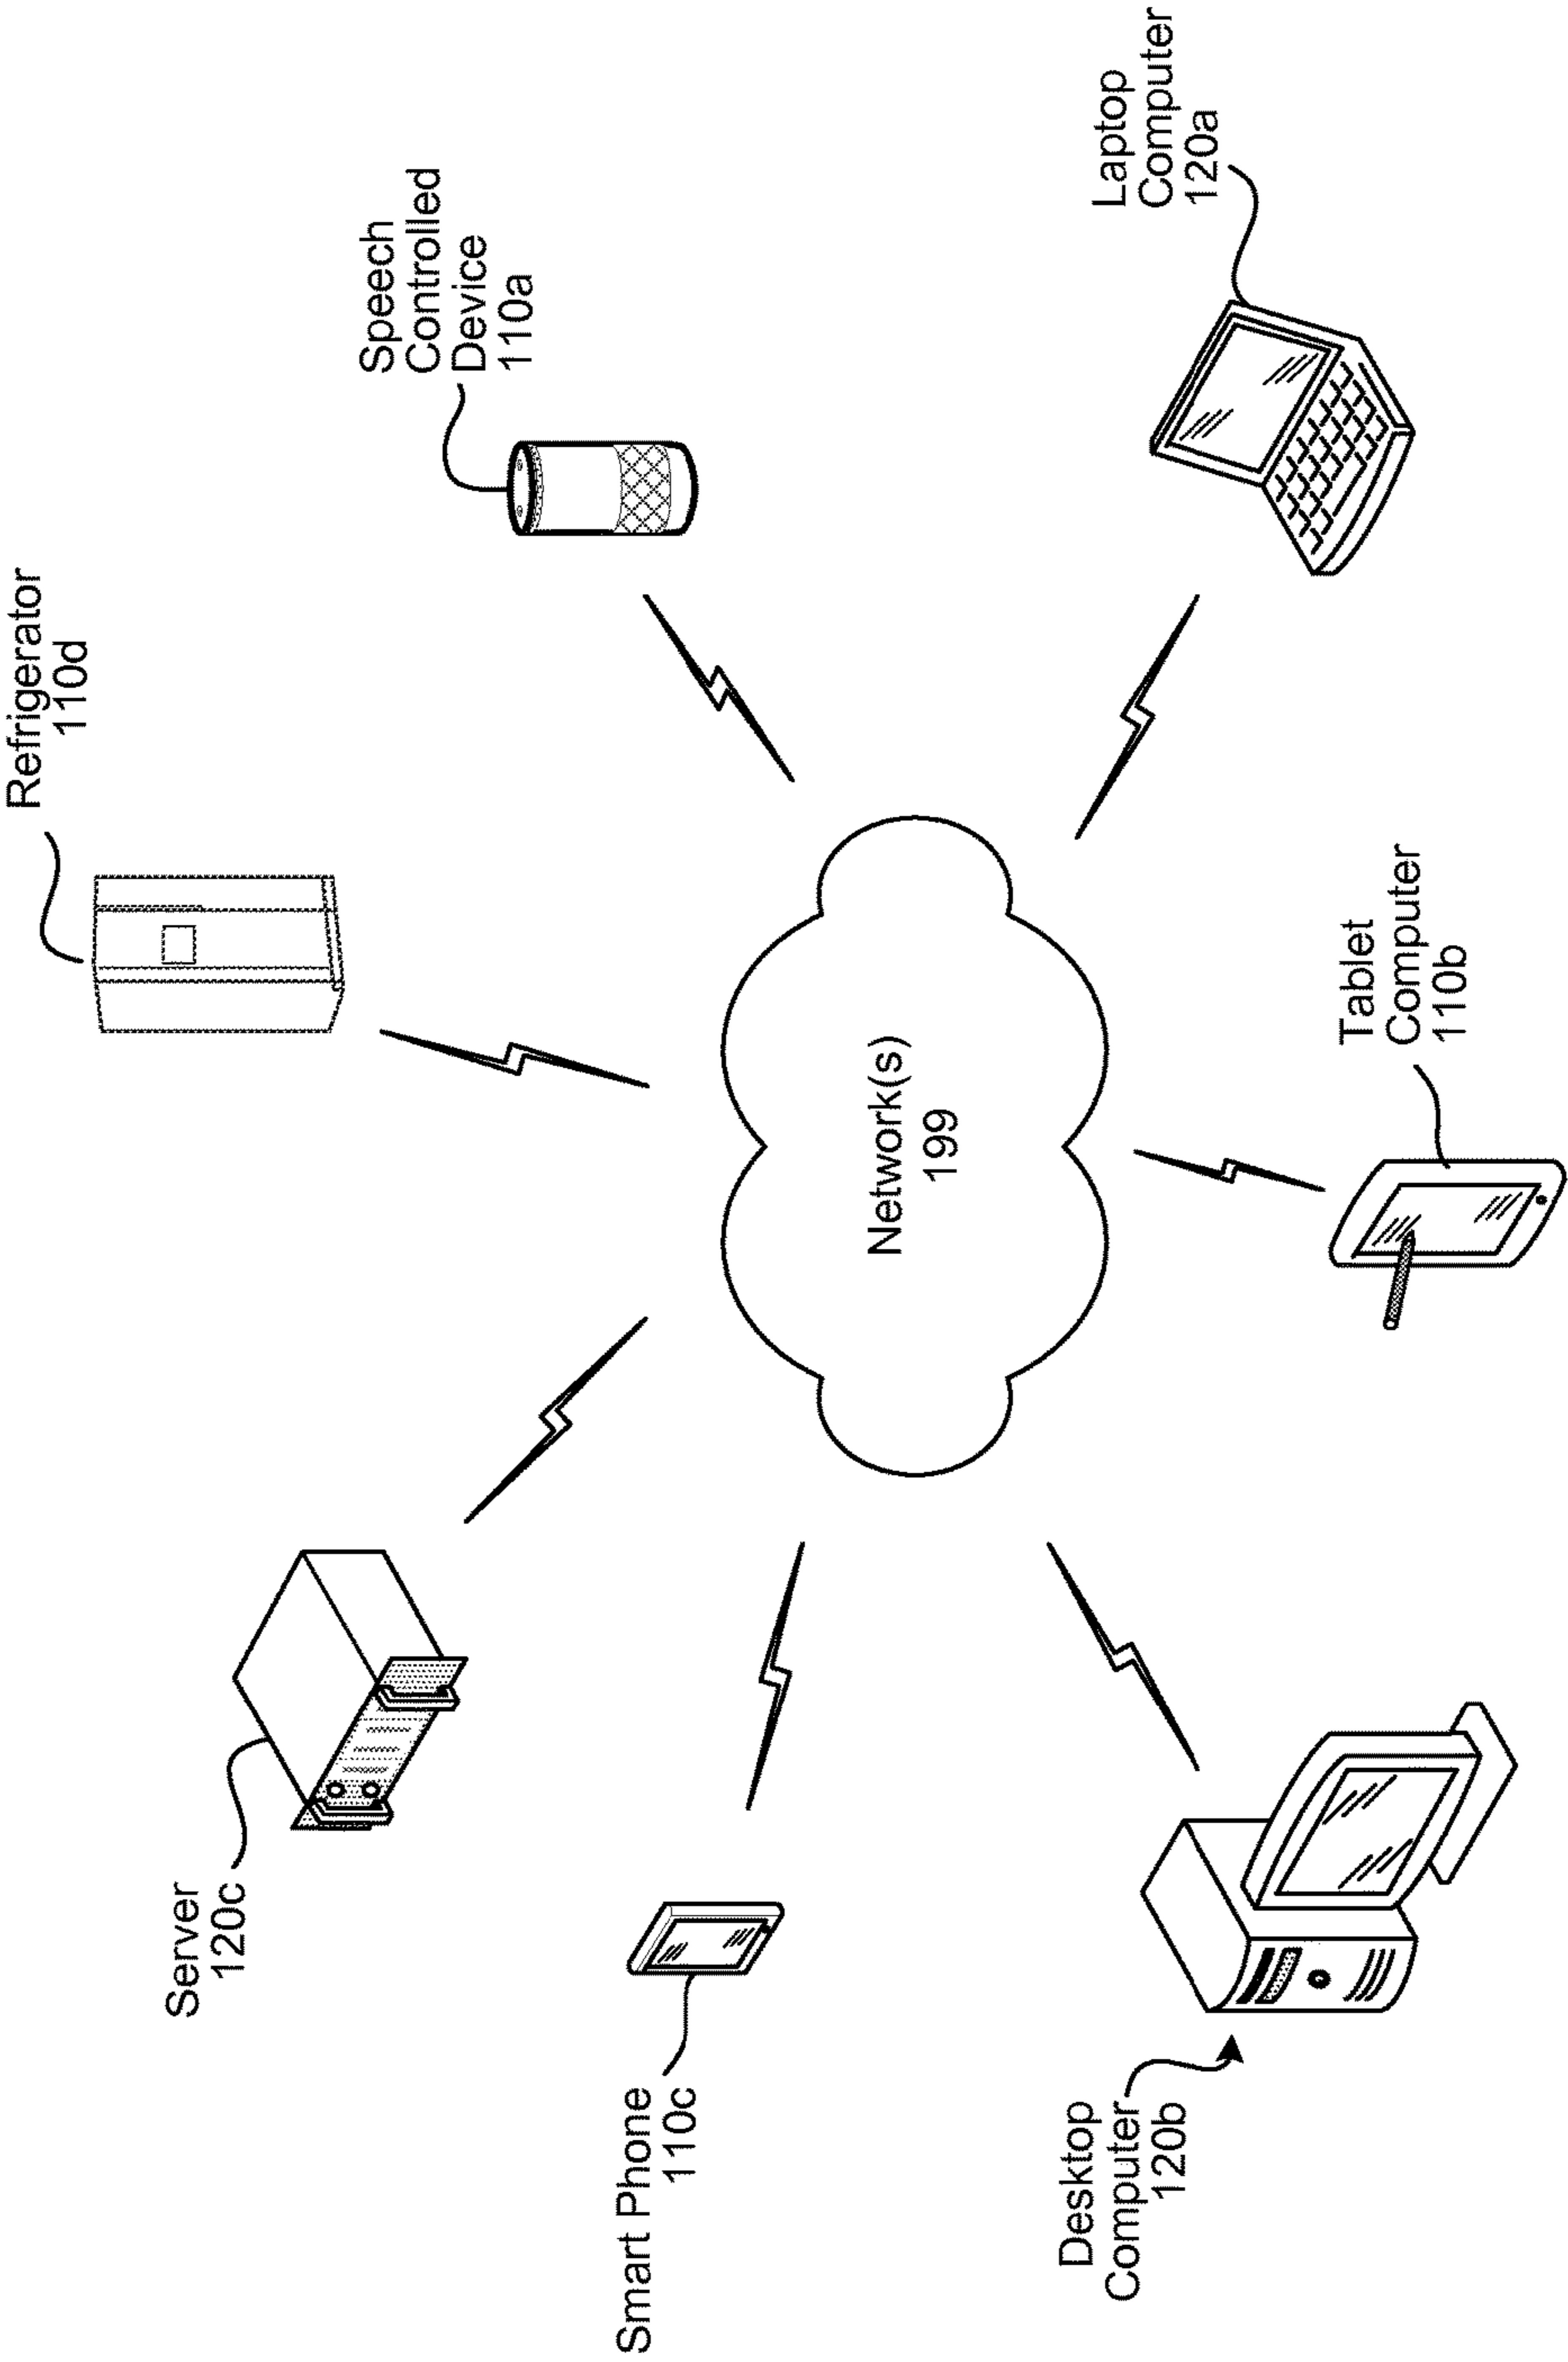 Server
120c
Refrigerator
110d
Speech
Controlled
Device
110a
Smart Phone
110c
Network(s)
199
Desktop
Computer
120b
Tablet
Computer
110b
Laptop
Computer
120a